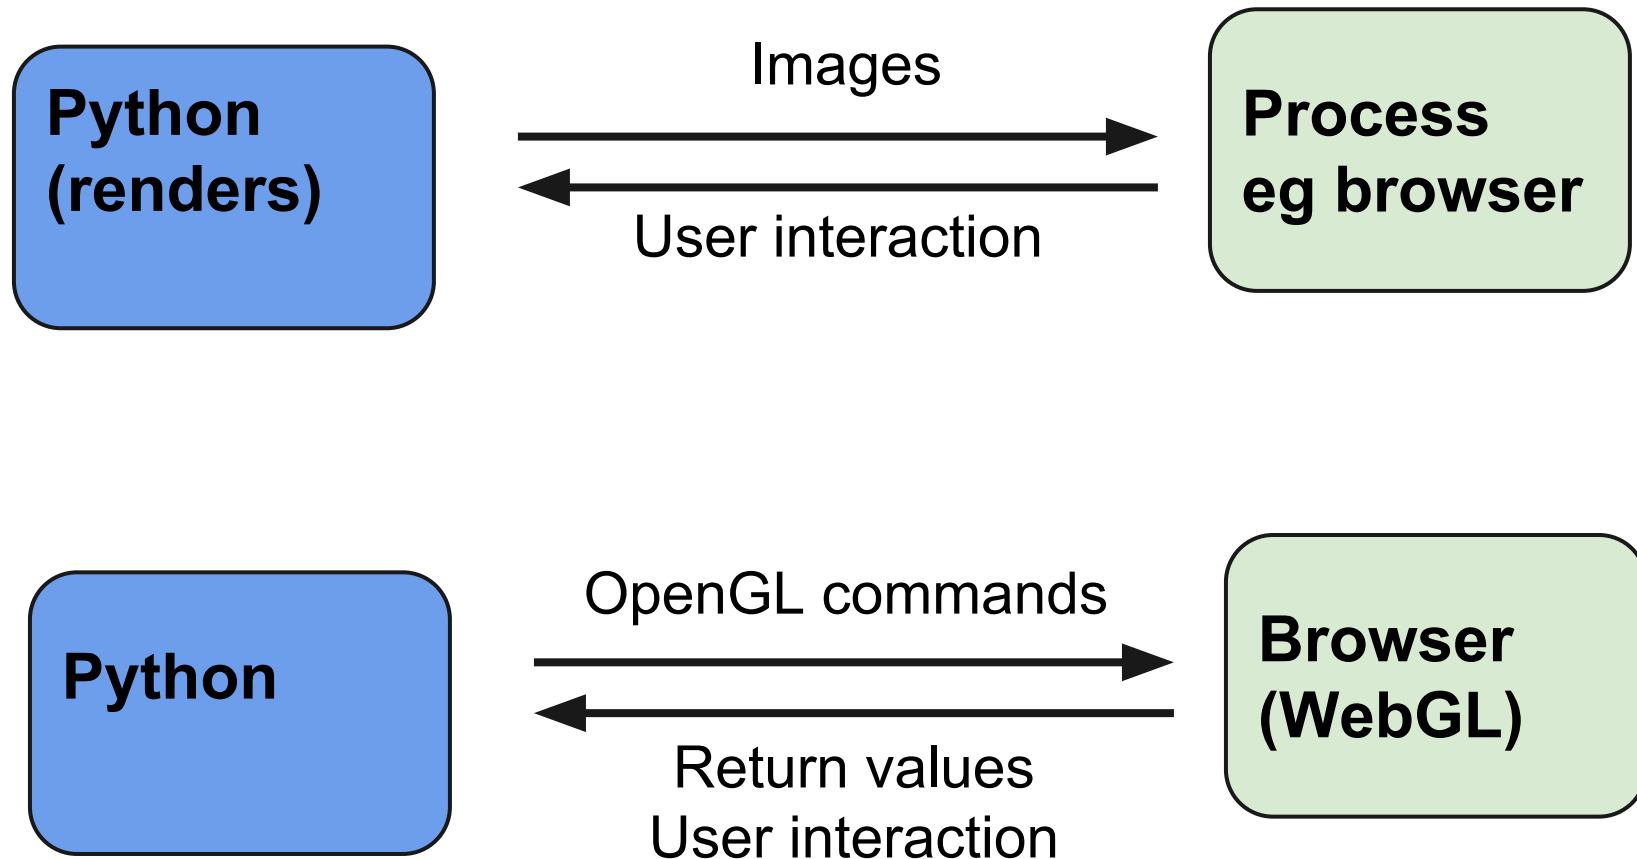 Python
(renders)
Images
User interaction
Process
eg browser
Python
OpenGL commands
Return values
User interaction
Browser
(WebGL)